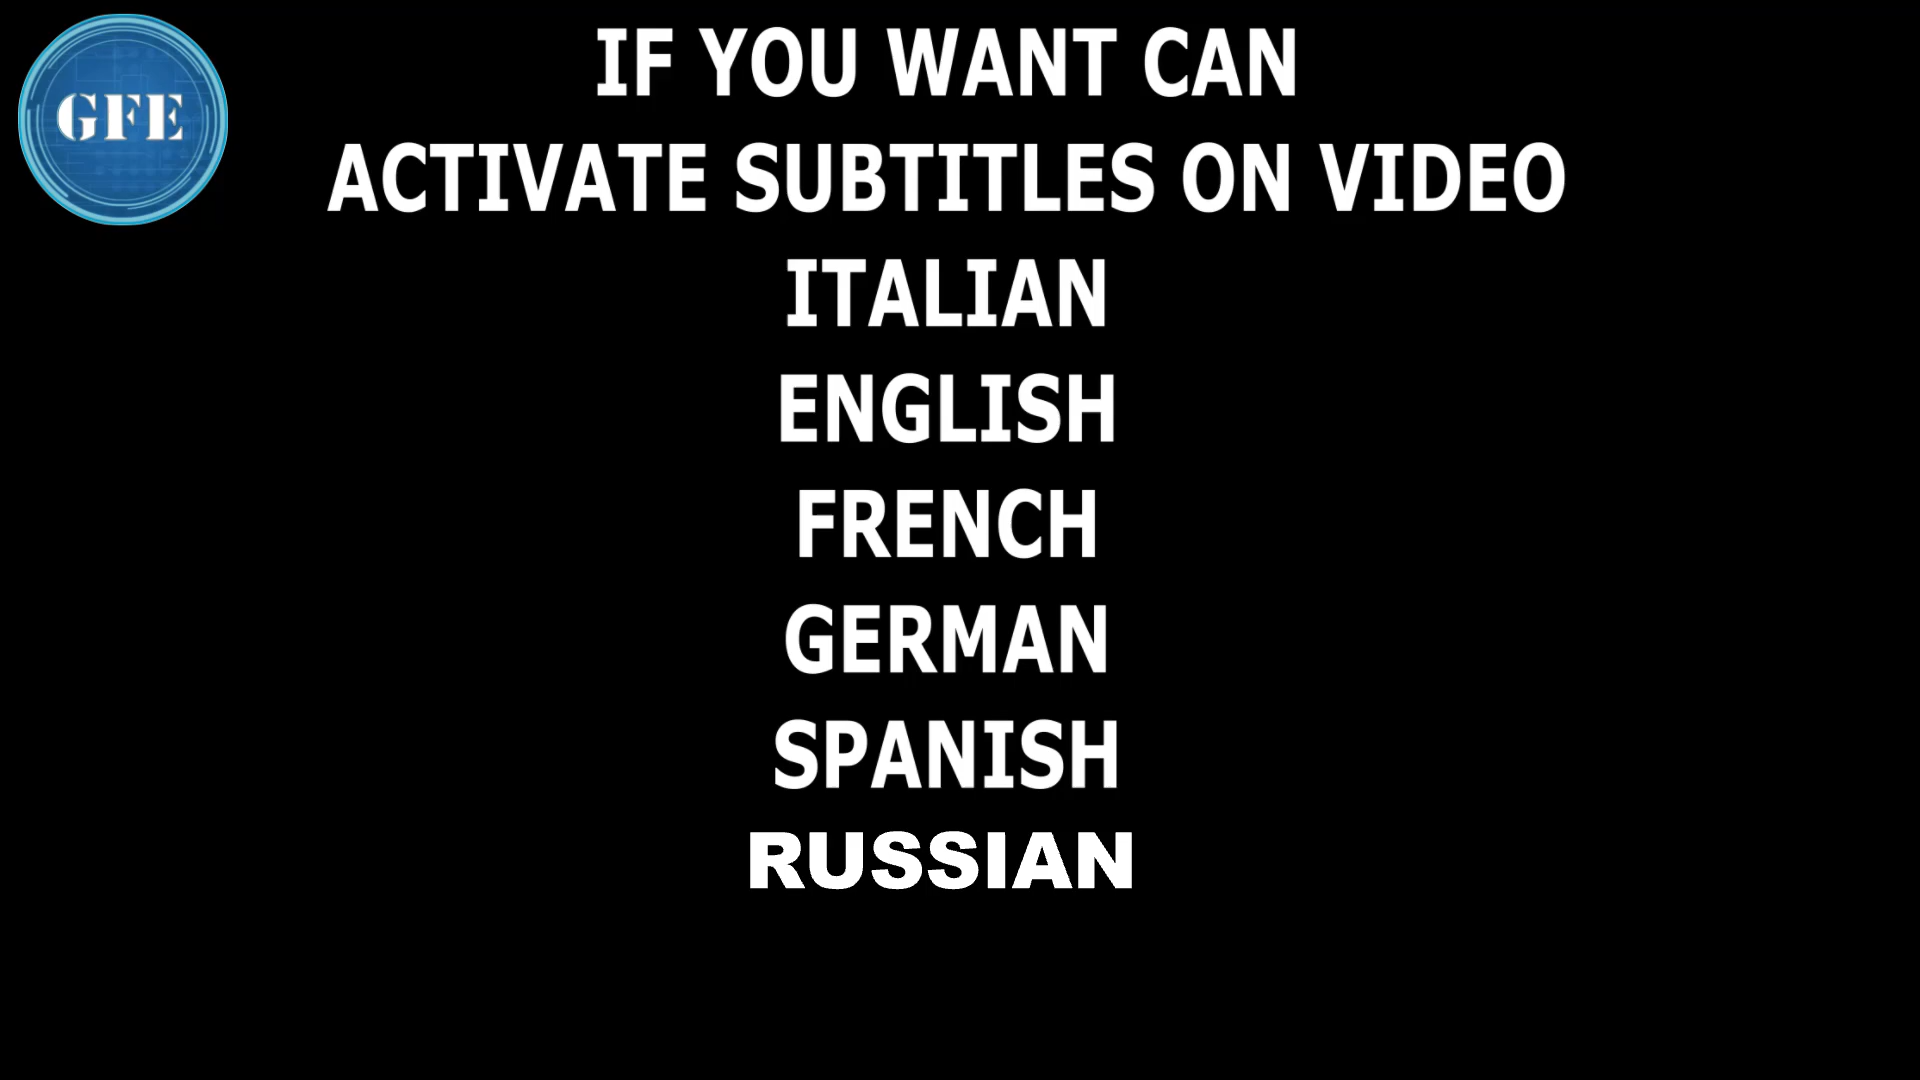 GFE
IF YOU WANT CAN
ACTIVATE SUBTITLES ON VIDEO
ITALIAN
ENGLISH
FRENCH
GERMAN
SPANISH
RUSSIAN